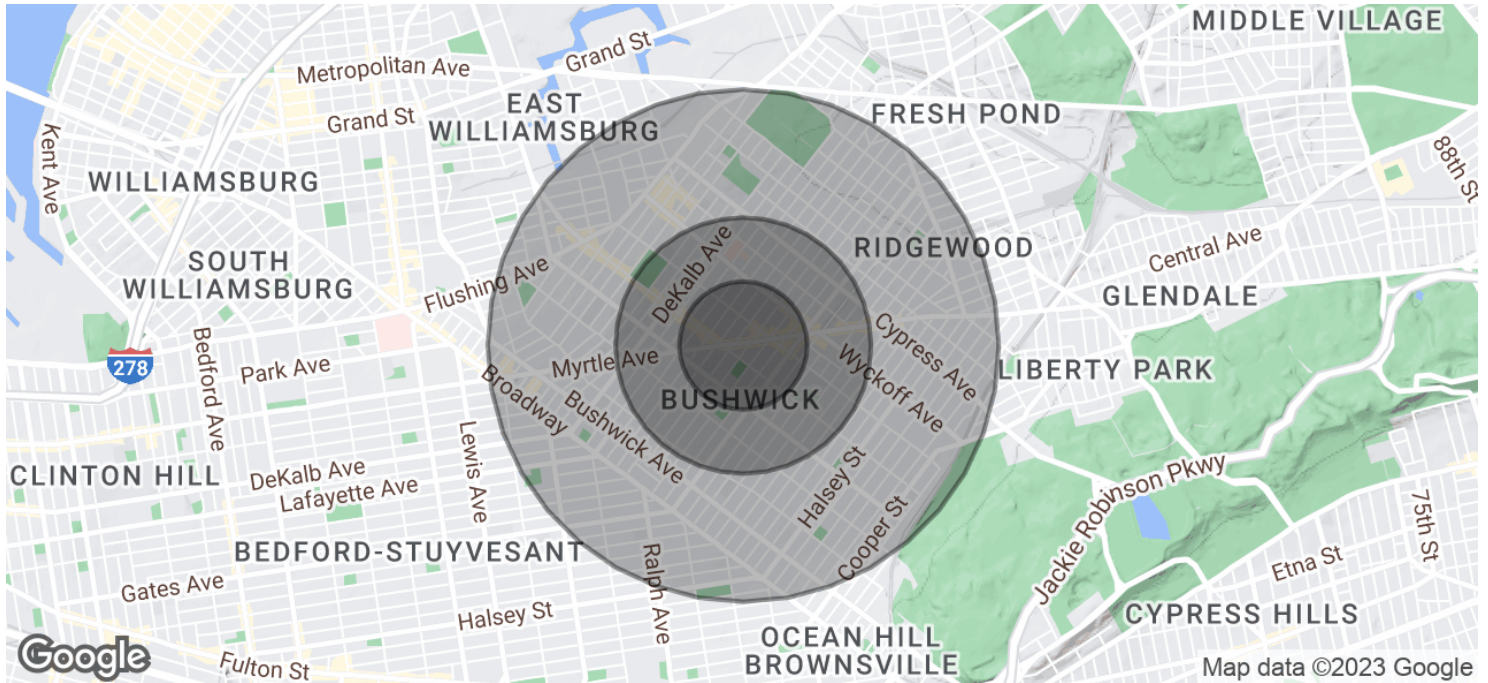 MIDDLE VILLAGE
Grand St
Metropolitan Ave
EAST
WILLIAMSBURG
FRESH POND
Grand St
Kent Ave
88th St
WILLIAMSBURG
DeKalb Ave
RIDGEWOOD
Central Ave
SOUTH
WILLIAMSBURG
Flushing Ave
GLENDALE
278
Bedford Ave
Park Ave
Myrtle Ave
Cypress Ave
Wyckoff Ave
LIBERTY PARK
Broadway
BUSHWICK
Bushwick Ave
Lewis Ave
CLINTON HILL
DeKalb Ave
Lafayette Ave
Halsey St
Jackie Robinson Pkwy
75th St
Cooper St
BEDFORD-STUYVESANT
Ralph Ave
Etna St
Gates Ave
Halsey St
CYPRESS HILLS
OCEAN HILL
BROWNSVILLE
Google
Fulton St
Map data ©2023 Google